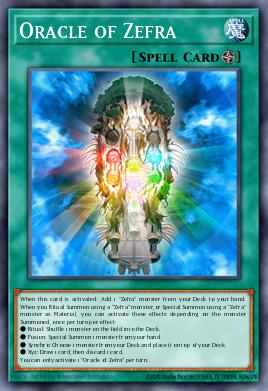 Oracle of Zefra
魔
[Spell Card]
When this card is activated: Add 1 "Zefra" monster from your Deck to your hand.
When you Ritual Summon using a "Zefra" monster, or Special Summon using a "Zefra"
monster as Material, you can activate these effects depending on the monster
Summoned, once per turn per effect.
● Ritual: Shuffle 1 monster on the field into the Deck.
● Fusion: Special Summon 1 monster from your hand.
● Synchro: Choose 1 monster from your Deck and place it on top of your Deck.
● Xyz: Draw 1 card, then discard 1 card.
You can only activate 1 "Oracle of Zefra" per turn.